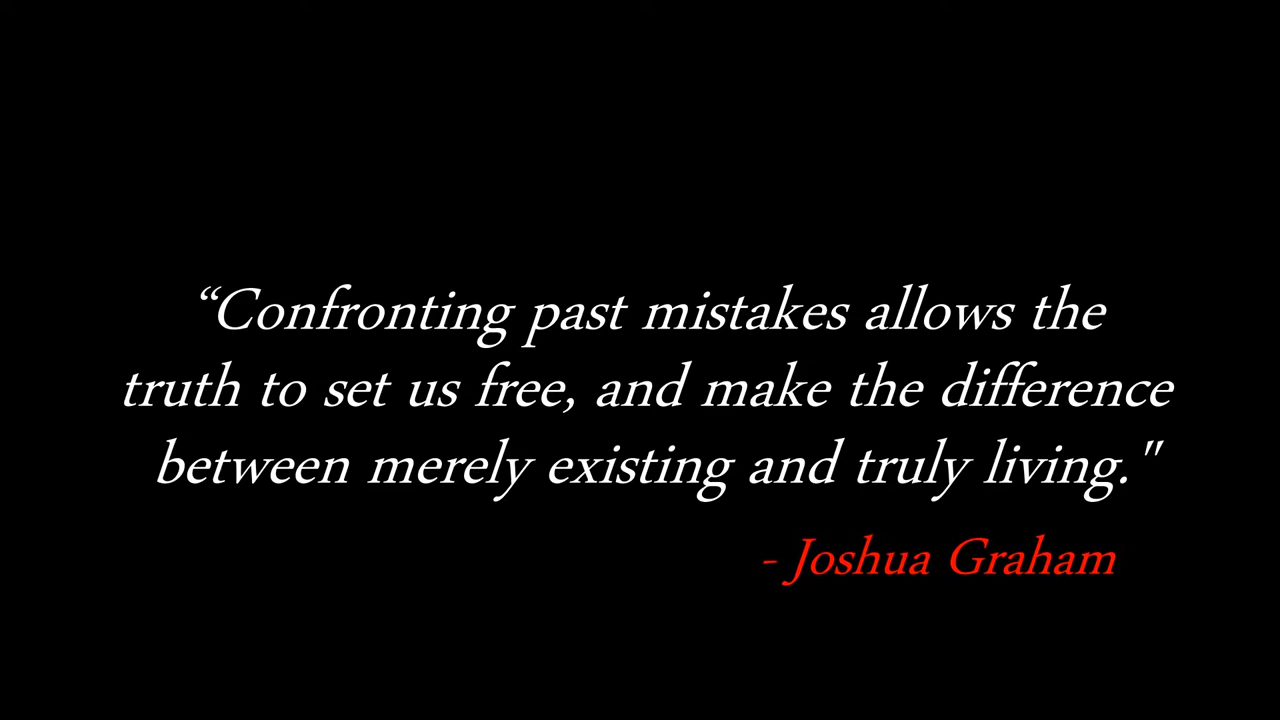 “Confronting past mistakes allows the
truth to set us free, and make the difference
between merely existing and truly living."
- Joshua Graham